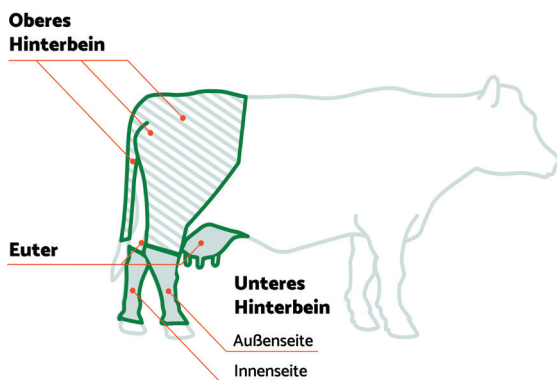 Oberes
Hinterbein
Euter
Unteres
Hinterbein
Außenseite
Innenseite